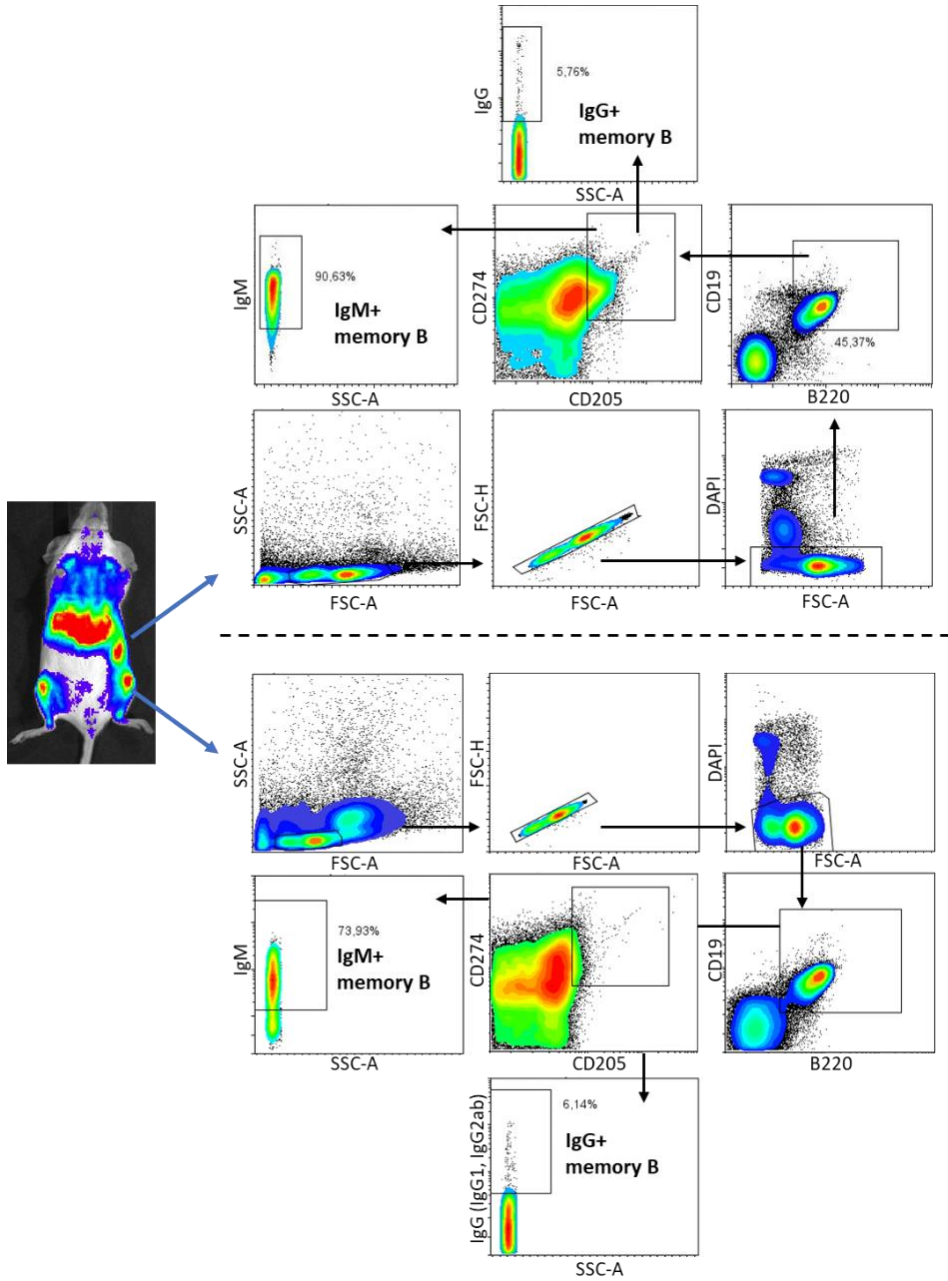 IgG
5,76%
IgG+
memory B
SSC-A
IgM
90,63%
IgM+
memory B
SSC-A
CD274
CD205
CD19
45,37%
B220
SSC-A
FSC-A
FSC-H
FSC-A
DAPI
FSC-A
SSC-A
FSC-A
FSC-H
FSC-A
DAPI
FSC-A
IgM
73,93%
IgM+
memory B
SSC-A
CD274
CD205
CD19
B220
IgG (IgG1, IgG2ab)
6,14%
IgG+
memory B
SSC-A